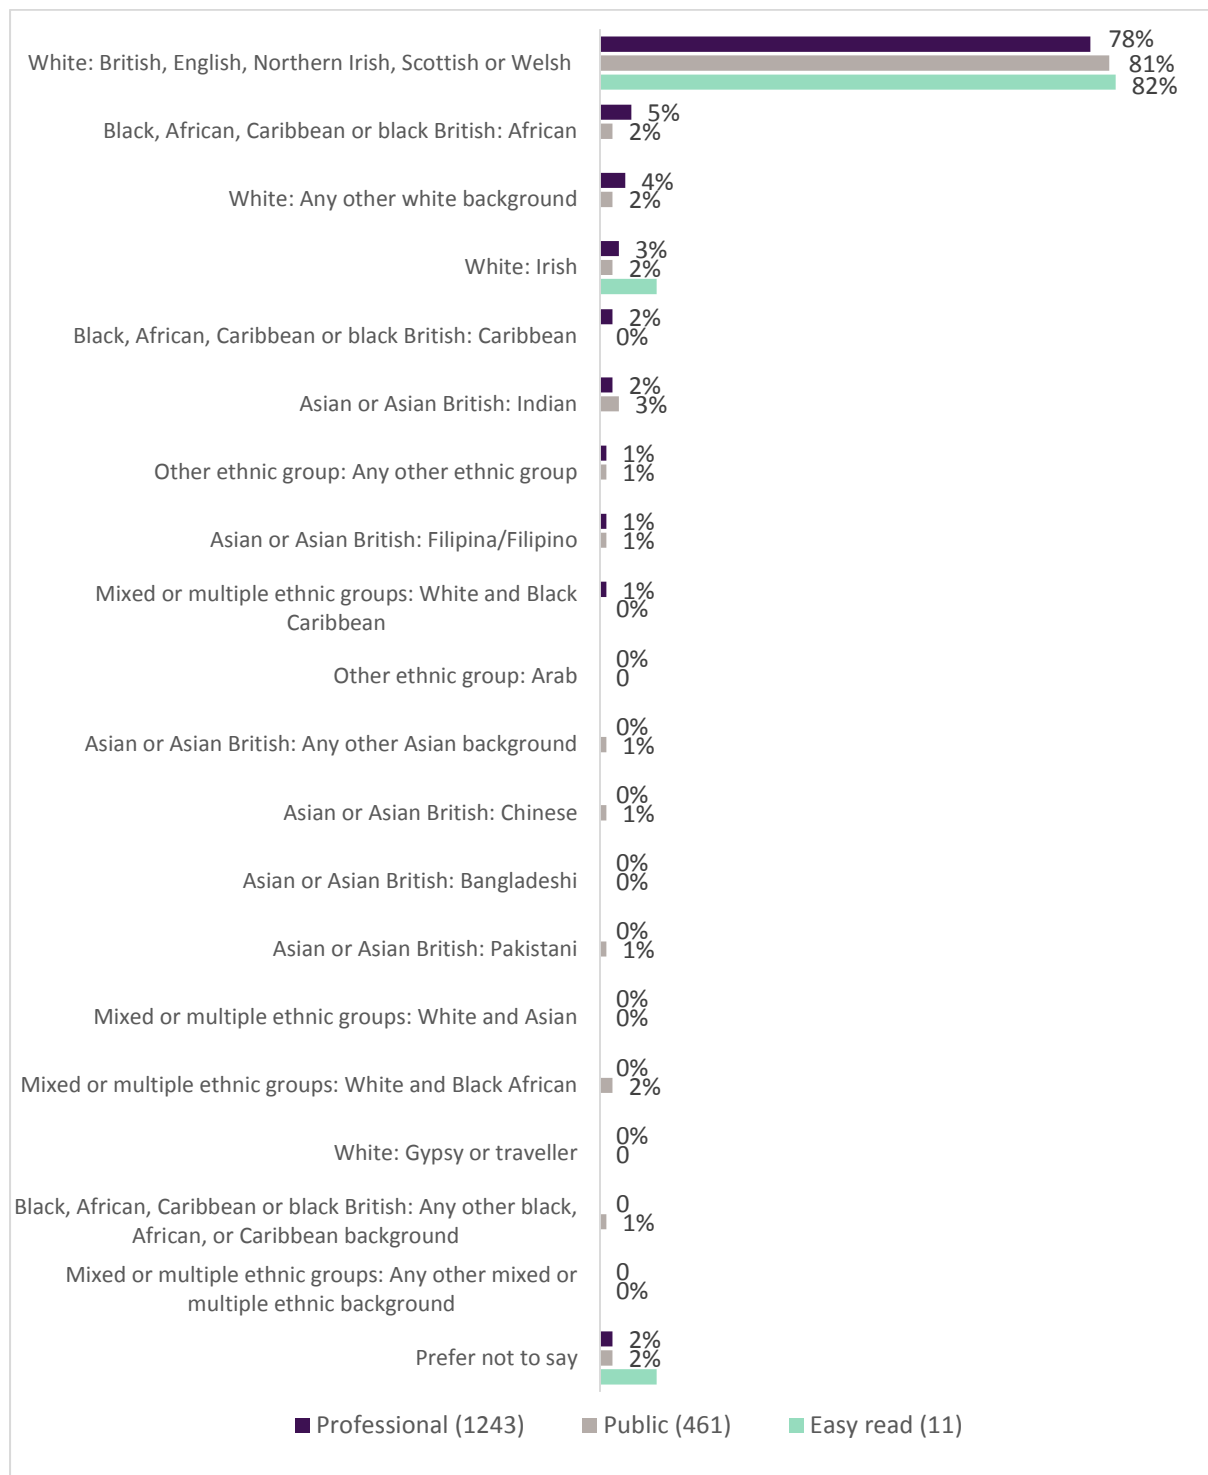 White: British, English, Northern Irish, Scottish or Welsh
78%
81%
82%
Black, African, Caribbean or black British: African
5%
2%
White: Any other white background
4%
2%
White: Irish
3%
2%
Black, African, Caribbean or black British: Caribbean
2%
0%
Asian or Asian British: Indian
2%
3%
Other ethnic group: Any other ethnic group
1%
1%
Asian or Asian British: Filipina/Filipino
1%
1%
Mixed or multiple ethnic groups: White and Black
Caribbean
1%
0%
Other ethnic group: Arab
0%
0
Asian or Asian British: Any other Asian background
0%
1%
Asian or Asian British: Chinese
0%
1%
Asian or Asian British: Bangladeshi
0%
0%
Asian or Asian British: Pakistani
0%
1%
Mixed or multiple ethnic groups: White and Asian
0%
0%
Mixed or multiple ethnic groups: White and Black African
0%
2%
White: Gypsy or traveller
0%
0
Black, African, Caribbean or black British: Any other black,
African, or Caribbean background
0
1%
Mixed or multiple ethnic groups: Any other mixed or
multiple ethnic background
0
0%
Prefer not to say
2%
2%
Professional (1243)
Public (461)
Easy read (11)